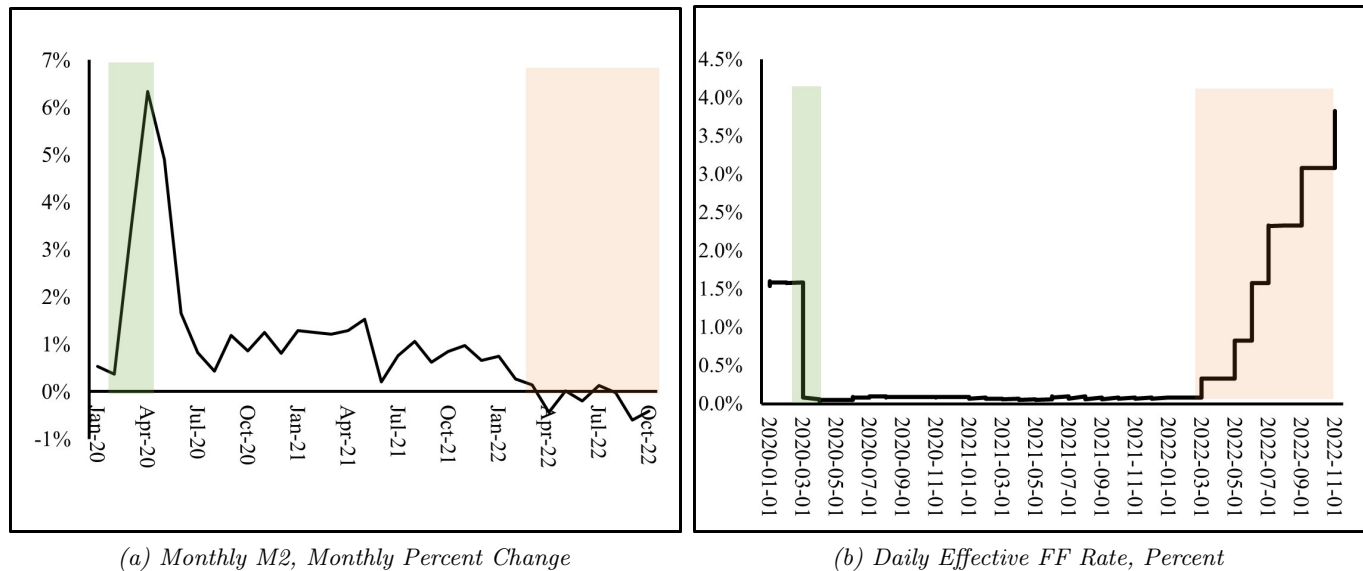 7%
6%
5%
4%
3%
2%
1%
0%
-1%
Jan-20
Apr-20
Jul-20
Oct-20
Jan-21
Apr-21
Jul-21
Oct-21
Jan-22
Apr-22
Jul-22
Oct-22
(a) Monthly M2, Monthly Percent Change
4.5%
4.0%
3.5%
3.0%
2.5%
2.0%
1.5%
1.0%
0.5%
0.0%
2020-01-01
2020-03-01
2020-05-01
2020-07-01
2020-09-01
2020-11-01
2021-01-01
2021-03-01
2021-05-01
2021-07-01
2021-09-01
2021-11-01
2022-01-01
2022-03-01
2022-05-01
2022-07-01
2022-09-01
2022-11-01
(b) Daily Effective FF Rate, Percent